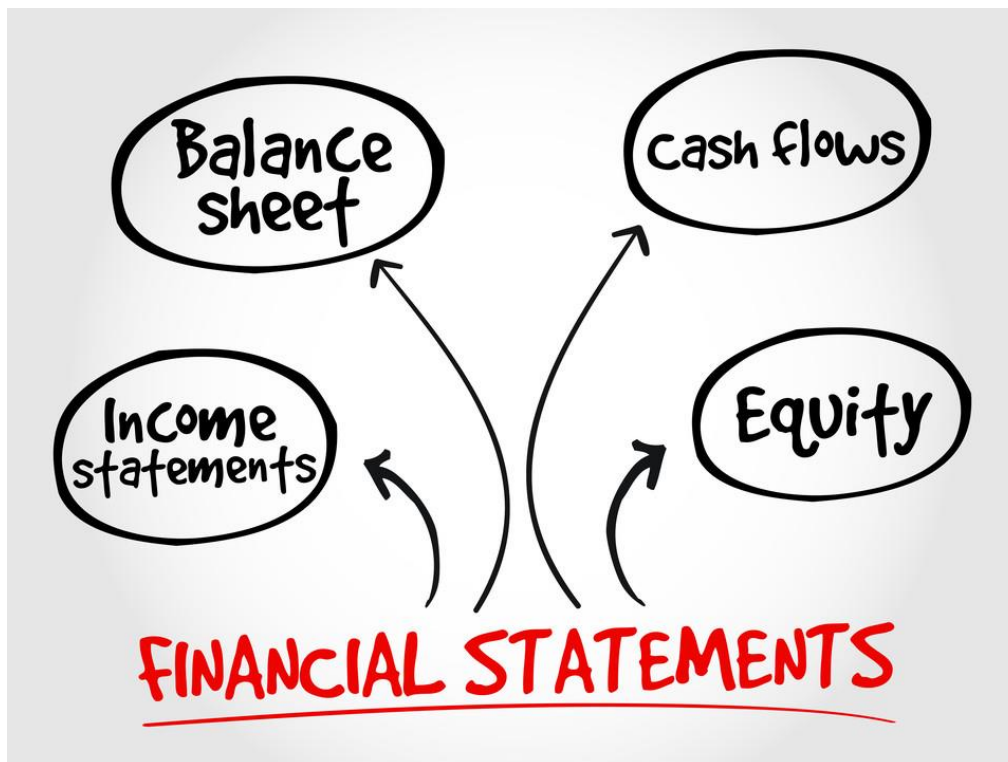 Balance
sheet
Cash flows
Income
statements
Equity
FINANCIAL STATEMENTS